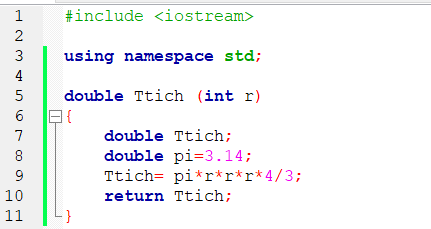 1 #include <iostream>
2
3 using namespace std;
4
5 double Ttich (int r)
6 {
7 double Ttich;
8 double pi=3.14;
9 Ttich= pi*r*r*r*4/3;
10 return Ttich;
11 }